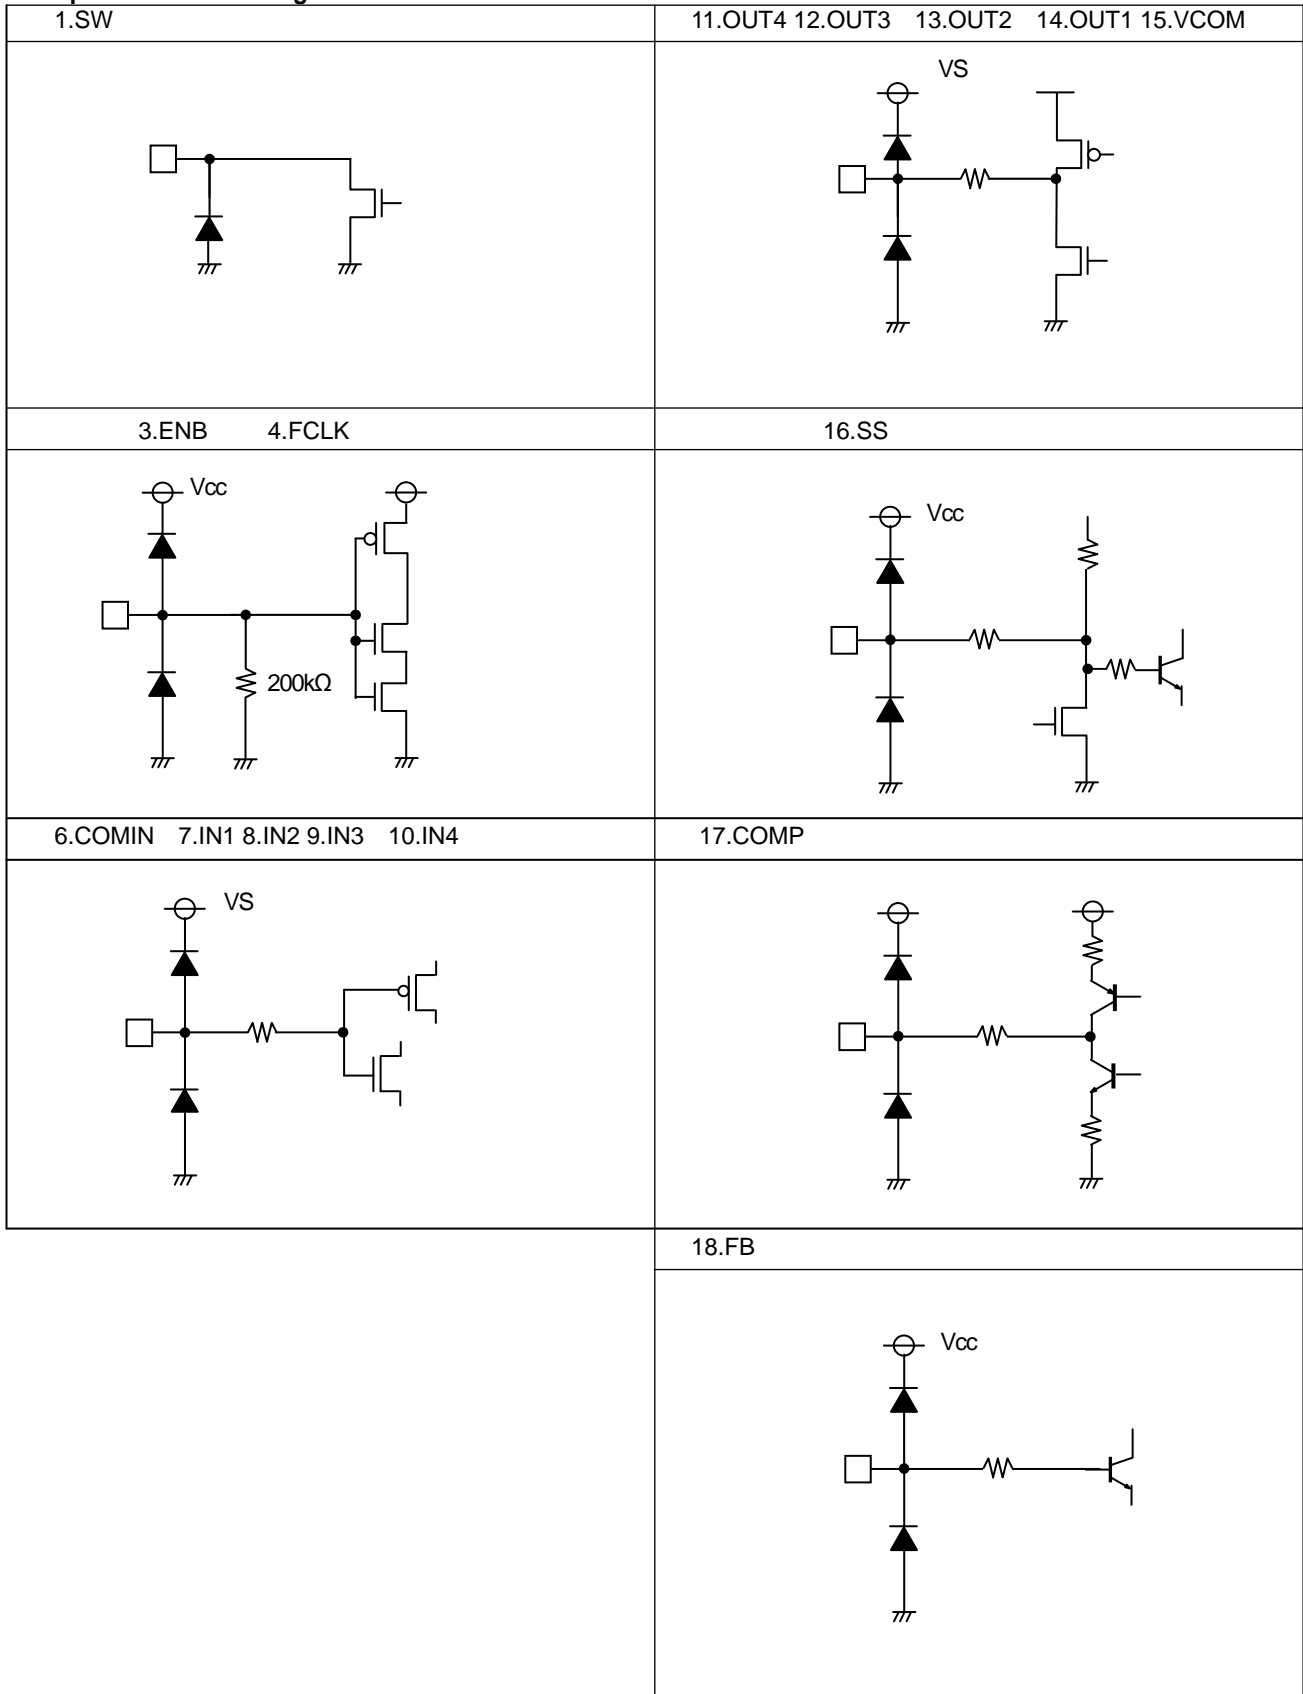 1.SW
11.OUT4 12.OUT3 13.OUT2 14.OUT1 15.VCOM
VS
3.ENB 4.FCLK
16.SS
Vcc
Vcc
200kΩ
6.COMIN 7.IN1 8.IN2 9.IN3 10.IN4
17.COMP
VS
18.FB
Vcc